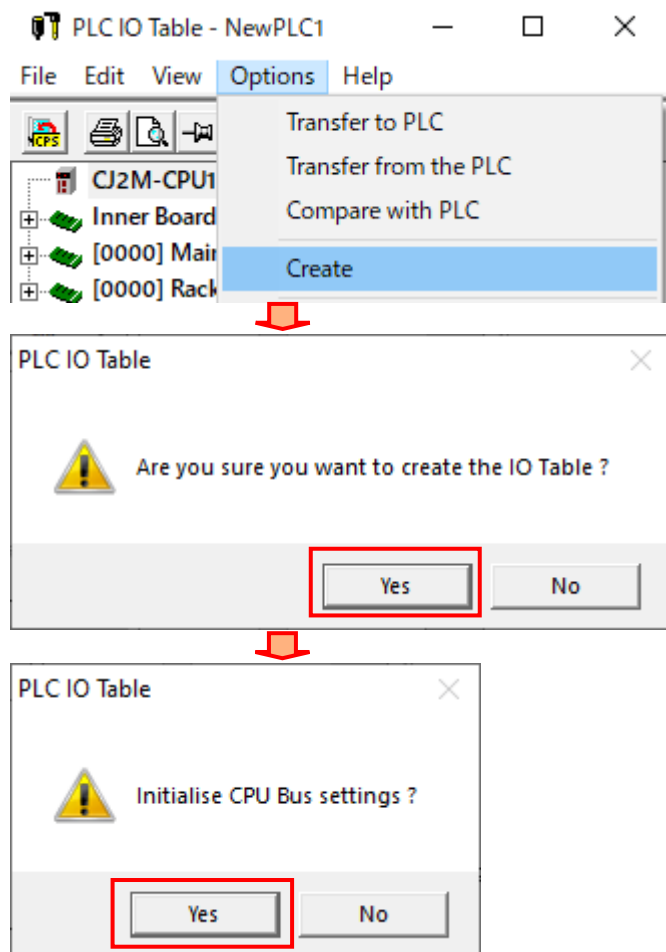 PLC IO Table - NewPLC1
File Edit View Options Help
Transfer to PLC
Transfer from the PLC
Compare with PLC
Create
CPS
CJ2M-CPU1
Inner Board
[0000] Main
[0000] Rack
PLC IO Table
Are you sure you want to create the IO Table ?
Yes No
PLC IO Table
Initialise CPU Bus settings ?
Yes No